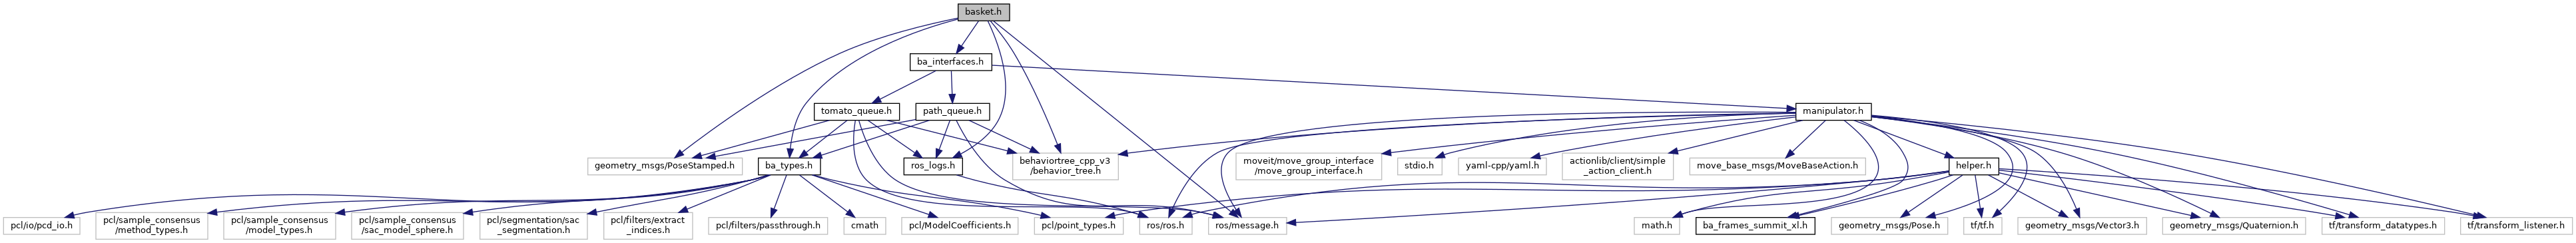 basket.h
ba_interfaces.h
tomato_queue.h
path_queue.h
manipulator.h
geometry_msgs/PoseStamped.h
ba_types.h
ros_logs.h
behaviortree_cpp_v3
/behavior_tree.h
moveit/move_group_interface
/move_group_interface.h
stdio.h
yaml-cpp/yaml.h
actionlib/client/simple
_action_client.h
move_base_msgs/MoveBaseAction.h
helper.h
pcl/io/pcd_io.h
pcl/sample_consensus
/method_types.h
pcl/sample_consensus
/model_types.h
pcl/sample_consensus
/sac_model_sphere.h
pcl/segmentation/sac
_segmentation.h
pcl/filters/extract
_indices.h
pcl/filters/passthrough.h
cmath
pcl/ModelCoefficients.h
pcl/point_types.h
ros/ros.h
ros/message.h
math.h
ba_frames_summit_xl.h
geometry_msgs/Pose.h
tf/tf.h
geometry_msgs/Vector3.h
geometry_msgs/Quaternion.h
tf/transform_datatypes.h
tf/transform_listener.h